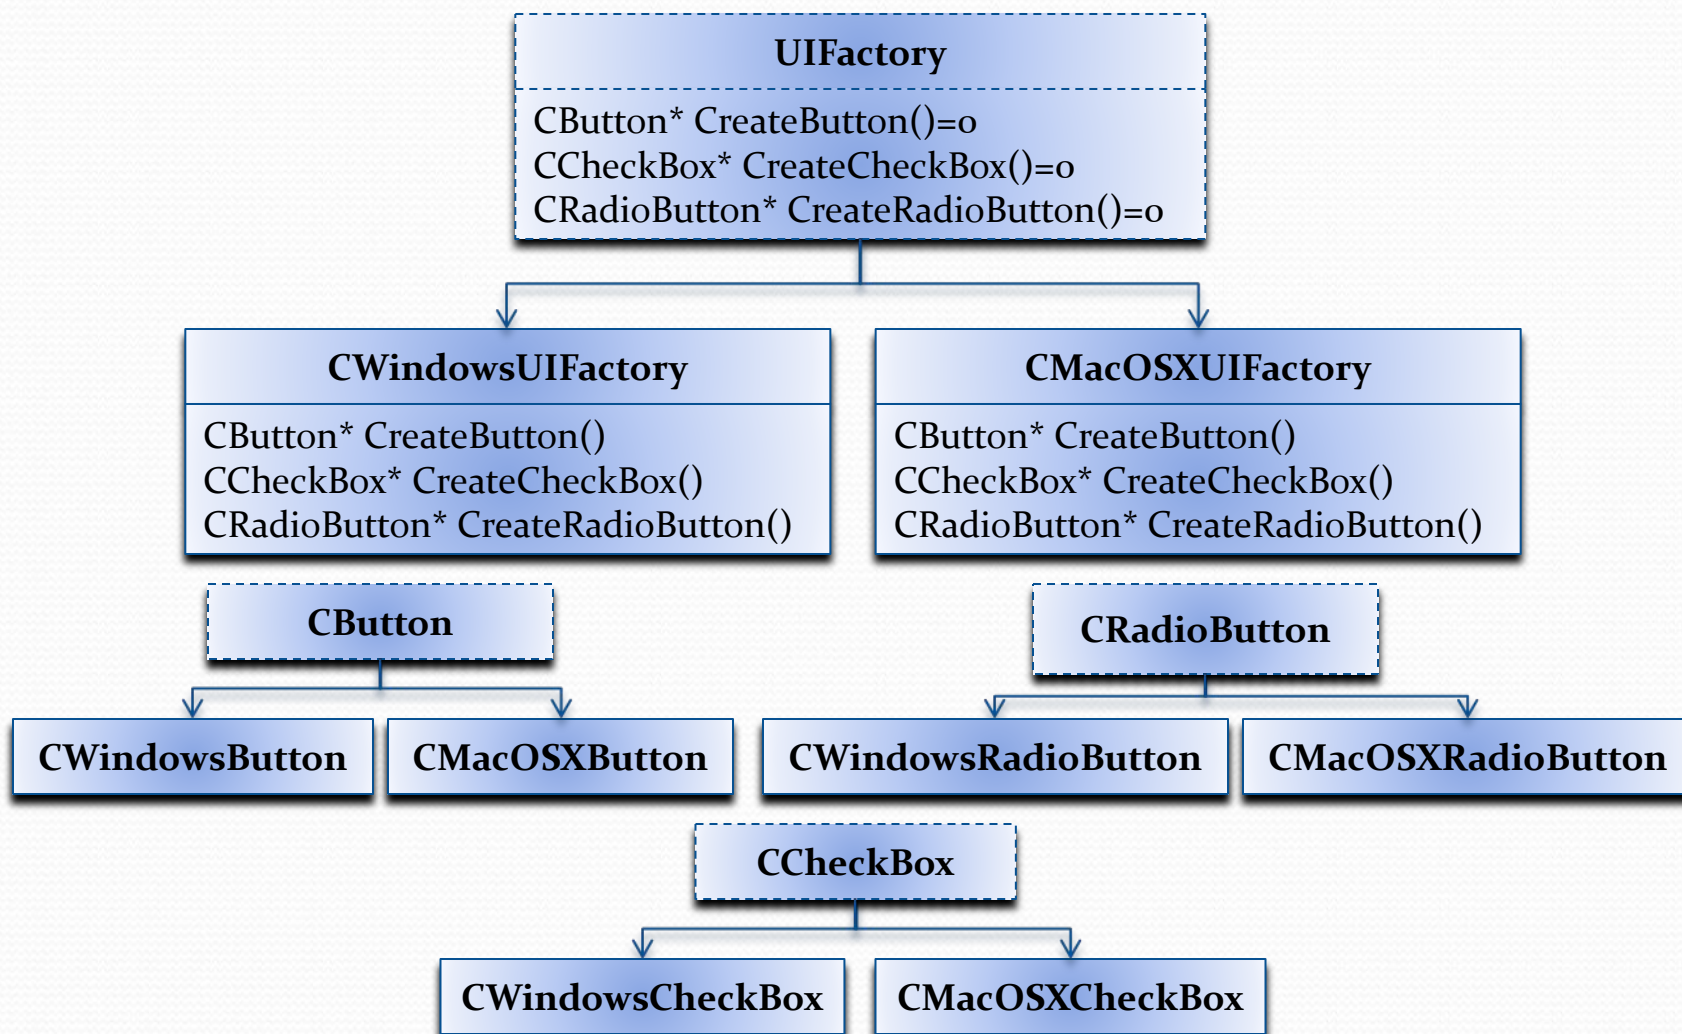 UIFactory
CButton* CreateButton()=0
CCheckBox* CreateCheckBox()=0
CRadioButton* CreateRadioButton()=0
CWindowsUIFactory
CButton* CreateButton()
CCheckBox* CreateCheckBox()
CRadioButton* CreateRadioButton()
CMacOSXUIFactory
CButton* CreateButton()
CCheckBox* CreateCheckBox()
CRadioButton* CreateRadioButton()
CButton
CRadioButton
CWindowsButton
CMacOSXButton
CWindowsRadioButton
CMacOSXRadioButton
CCheckBox
CWindowsCheckBox
CMacOSXCheckBox